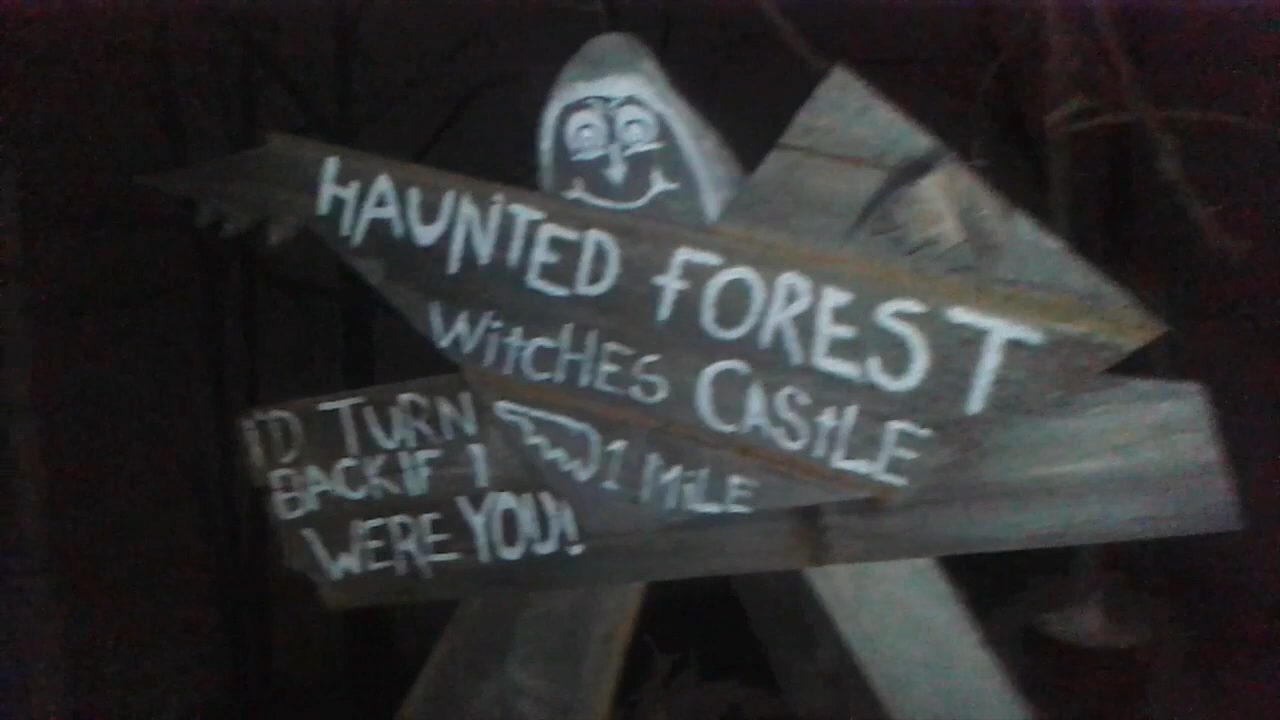 HAUNTED FOREST
WitCHES CAStLE
1 MiLE
I'D TURN
BACK IF I
WERE YOU!